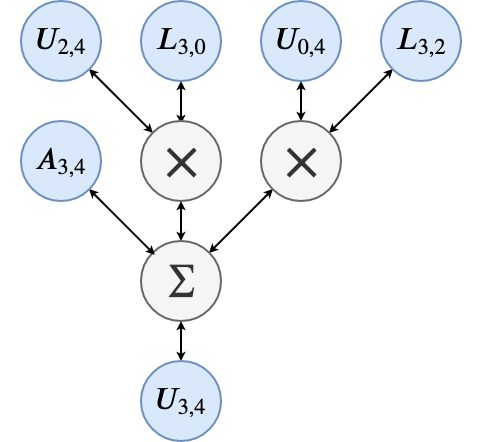 U₂,₄ L₃,₀ U₀,₄ L₃,₂
A₃,₄ × ×
Σ
U₃,₄